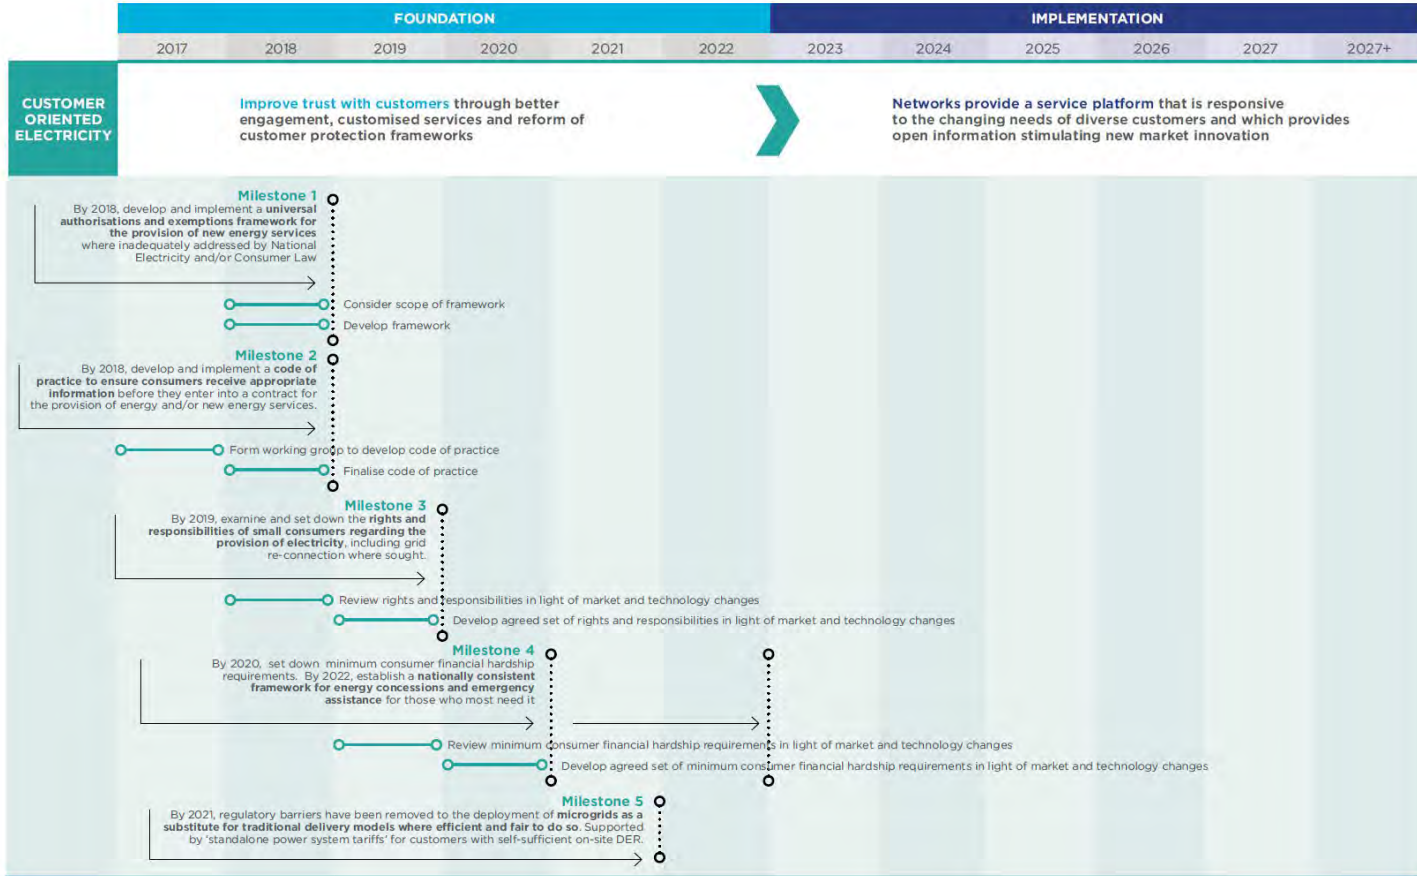 FOUNDATION
IMPLEMENTATION
2017 2018 2019 2020 2021 2022 2023 2024 2025 2026 2027 2027+
CUSTOMER
ORIENTED
ELECTRICITY
Improve trust with customers through better
engagement, customised services and reform of
customer protection frameworks
Networks provide a service platform that is responsive
to the changing needs of diverse customers and which provides
open information stimulating new market innovation
Milestone 1
By 2018, develop and implement a universal
authorisations and exemptions framework for
the provision of new energy services
where inadequately addressed by National
Electricity and/or Consumer Law
Consider scope of framework
Develop framework
Milestone 2
By 2018, develop and implement a code of
practice to ensure consumers receive appropriate
information before they enter into a contract for
the provision of energy and/or new energy services.
Form working group to develop code of practice
Finalise code of practice
Milestone 3
By 2019, examine and set down the rights and
responsibilities of small consumers regarding the
provision of electricity, including grid
re-connection where sought.
Review rights and responsibilities in light of market and technology changes
Develop agreed set of rights and responsibilities in light of market and technology changes
Milestone 4
By 2020, set down minimum consumer financial hardship
requirements. By 2022, establish a nationally consistent
framework for energy concessions and emergency
assistance for those who most need it
Review minimum consumer financial hardship requirements in light of market and technology changes
Develop agreed set of minimum consumer financial hardship requirements in light of market and technology changes
Milestone 5
By 2021, regulatory barriers have been removed to the deployment of microgrids as a
substitute for traditional delivery models where efficient and fair to do so. Supported
by 'standalone power system tariffs' for customers with self-sufficient on-site DER.